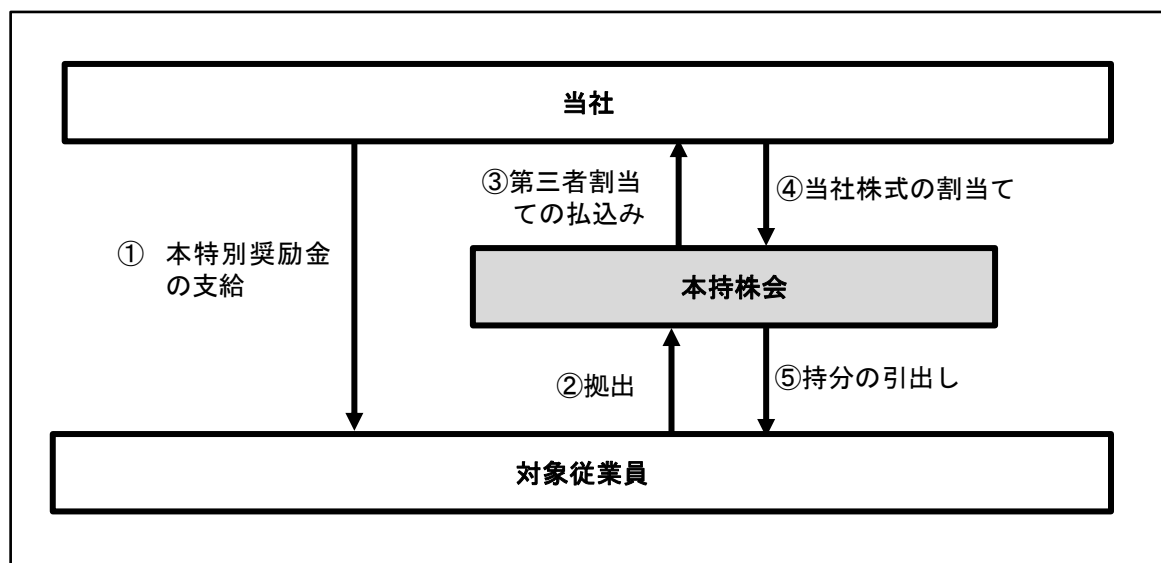 当社
③第三者割当
ての払込み
④当社株式の割当て
① 本特別奨励金
の支給
本持株会
②拠出
⑤持分の引出し
対象従業員